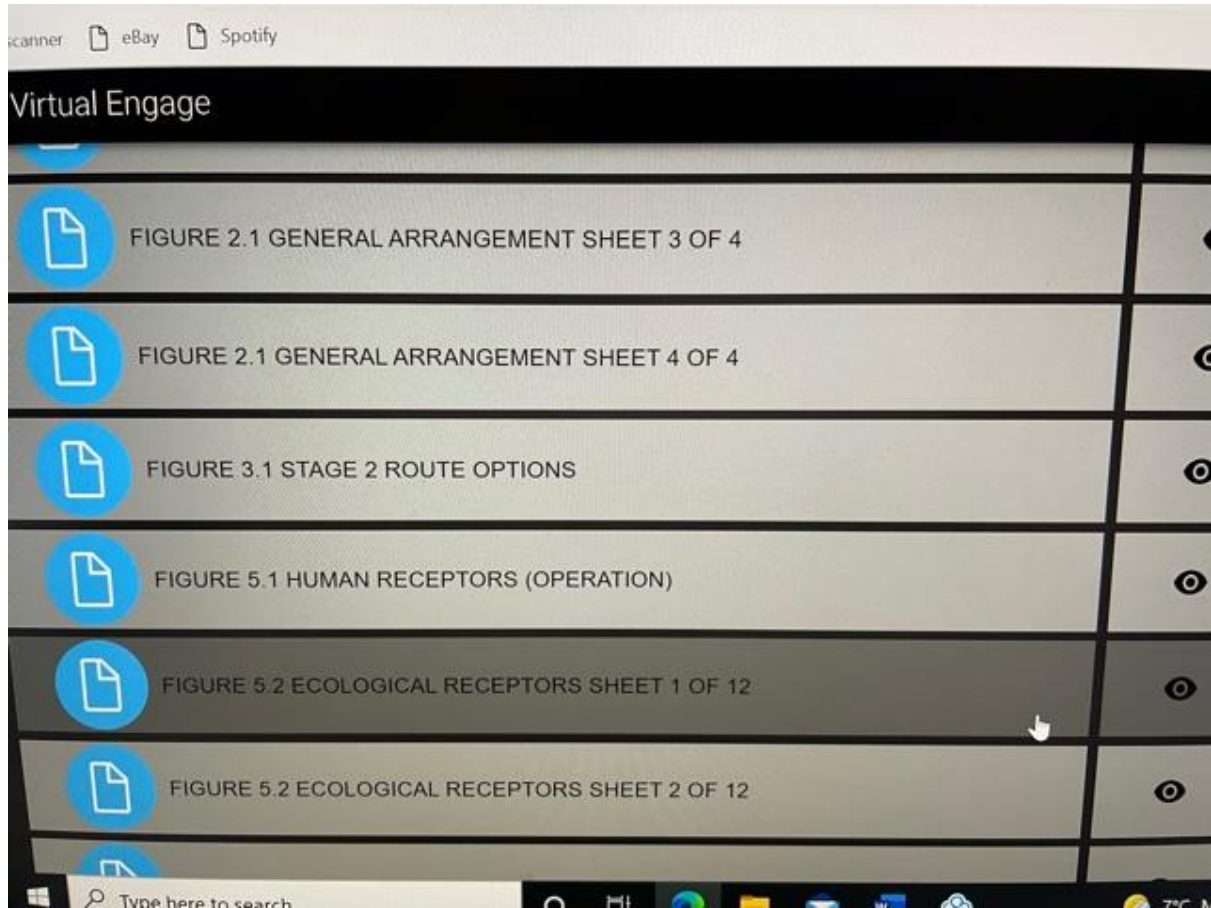 eBay
Spotify
Virtual Engage
FIGURE 2.1 GENERAL ARRANGEMENT SHEET 3 OF 4
FIGURE 2.1 GENERAL ARRANGEMENT SHEET 4 OF 4
FIGURE 3.1 STAGE 2 ROUTE OPTIONS
FIGURE 5.1 HUMAN RECEPTORS (OPERATION)
FIGURE 5.2 ECOLOGICAL RECEPTORS SHEET 1 OF 12
FIGURE 5.2 ECOLOGICAL RECEPTORS SHEET 2 OF 12
Type here to search
7°C